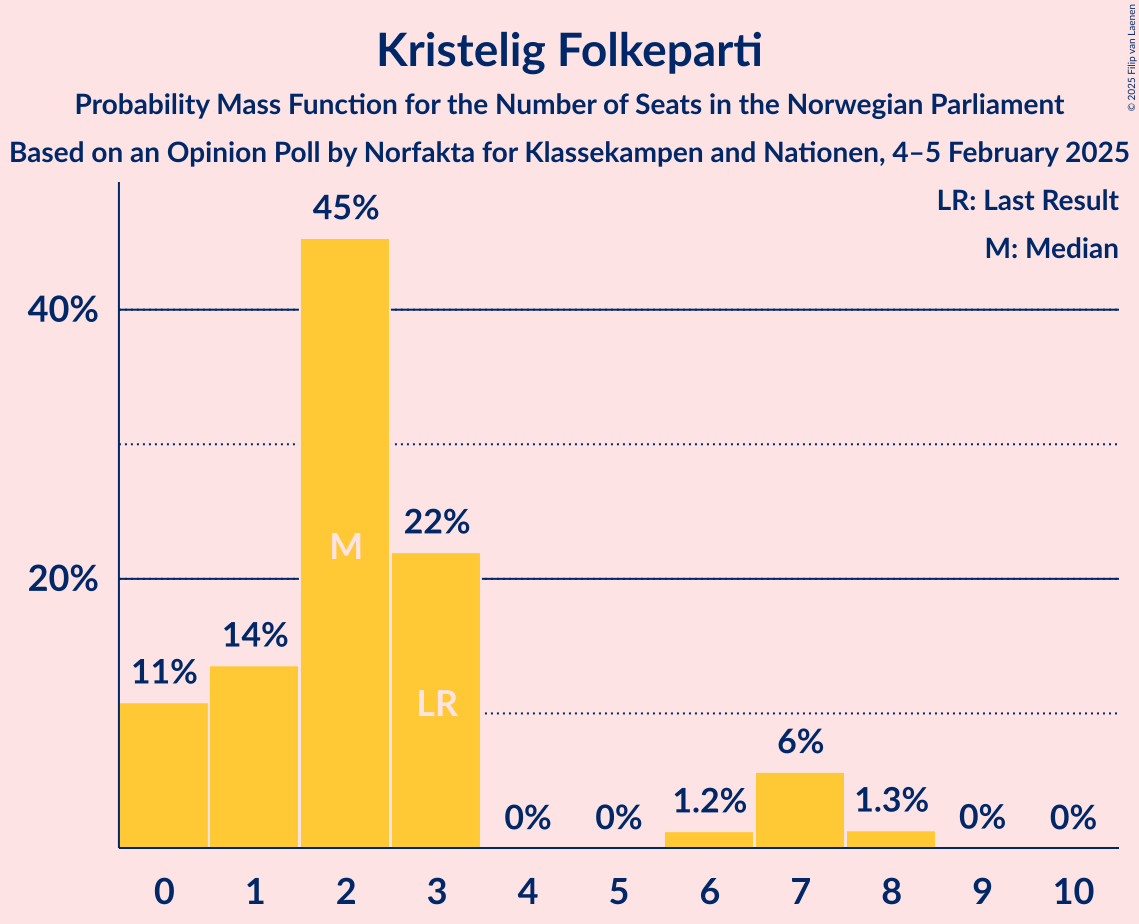 Kristelig Folkeparti
Probability Mass Function for the Number of Seats in the Norwegian Parliament
Based on an Opinion Poll by Norfakta for Klassekampen and Nationen, 4–5 February 2025
© 2025 Filip van Laenen
LR: Last Result
M: Median
45%
40%
22%
M
20%
14%
11%
LR
6%
1.2%
1.3%
0%
0%
0%
0%
0 1 2 3 4 5 6 7 8 9 10